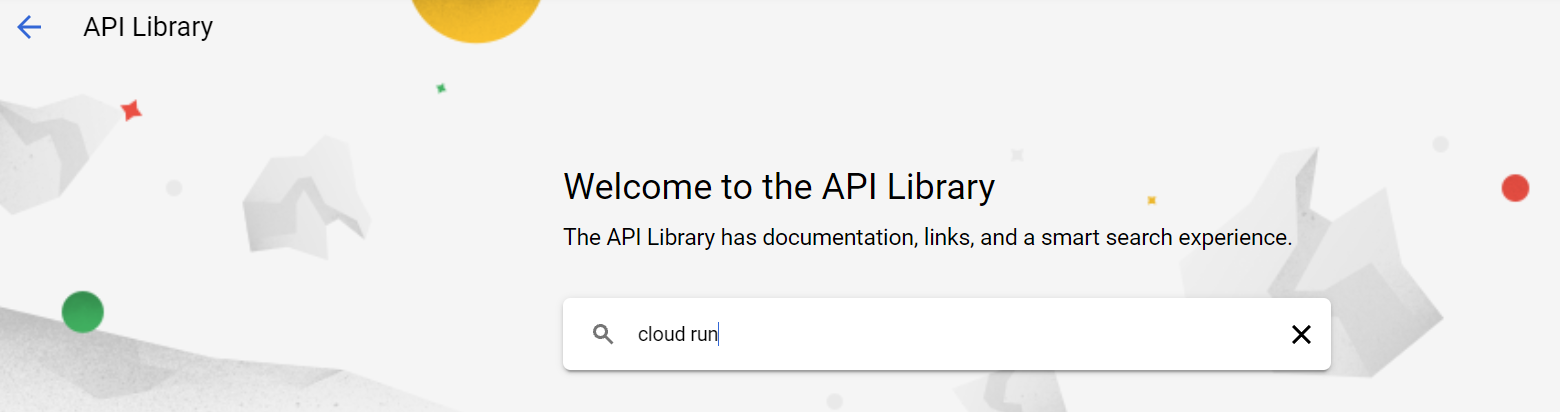 API Library
Welcome to the API Library
The API Library has documentation, links, and a smart search experience.
cloud run